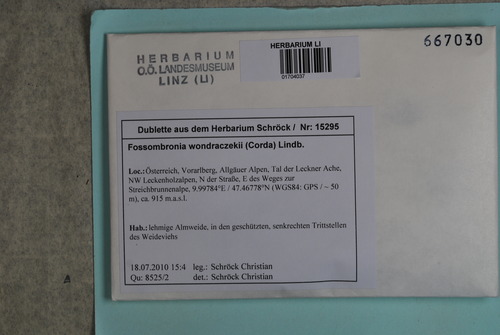 HERBARIUM
O.Ö. LANDESMUSEUM
LINZ (LI)
HERBARIUM LI
01704037
667030
Dublette aus dem Herbarium Schröck / Nr: 15295
Fossombronia wondraczekii (Corda) Lindb.
Loc.: Österreich, Vorarlberg, Allgäuer Alpen, Tal der Leckner Ache,
NW Leckenholzalpen, N der Straße, E des Weges zur
Streichbrunnenalpe, 9.99784°E / 47.46778°N (WGS84: GPS / ~ 50
m), ca. 915 m.a.s.l.
Hab.: lehmige Almweide, in den geschützten, senkrechten Trittstellen
des Weideviehs
18.07.2010 15:4 leg.: Schröck Christian
Qu: 8525/2 det.: Schröck Christian